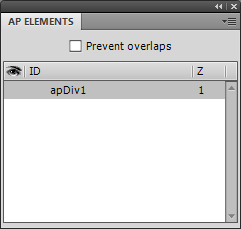 AP ELEMENTS
Prevent overlaps
ID Z
apDiv1 1